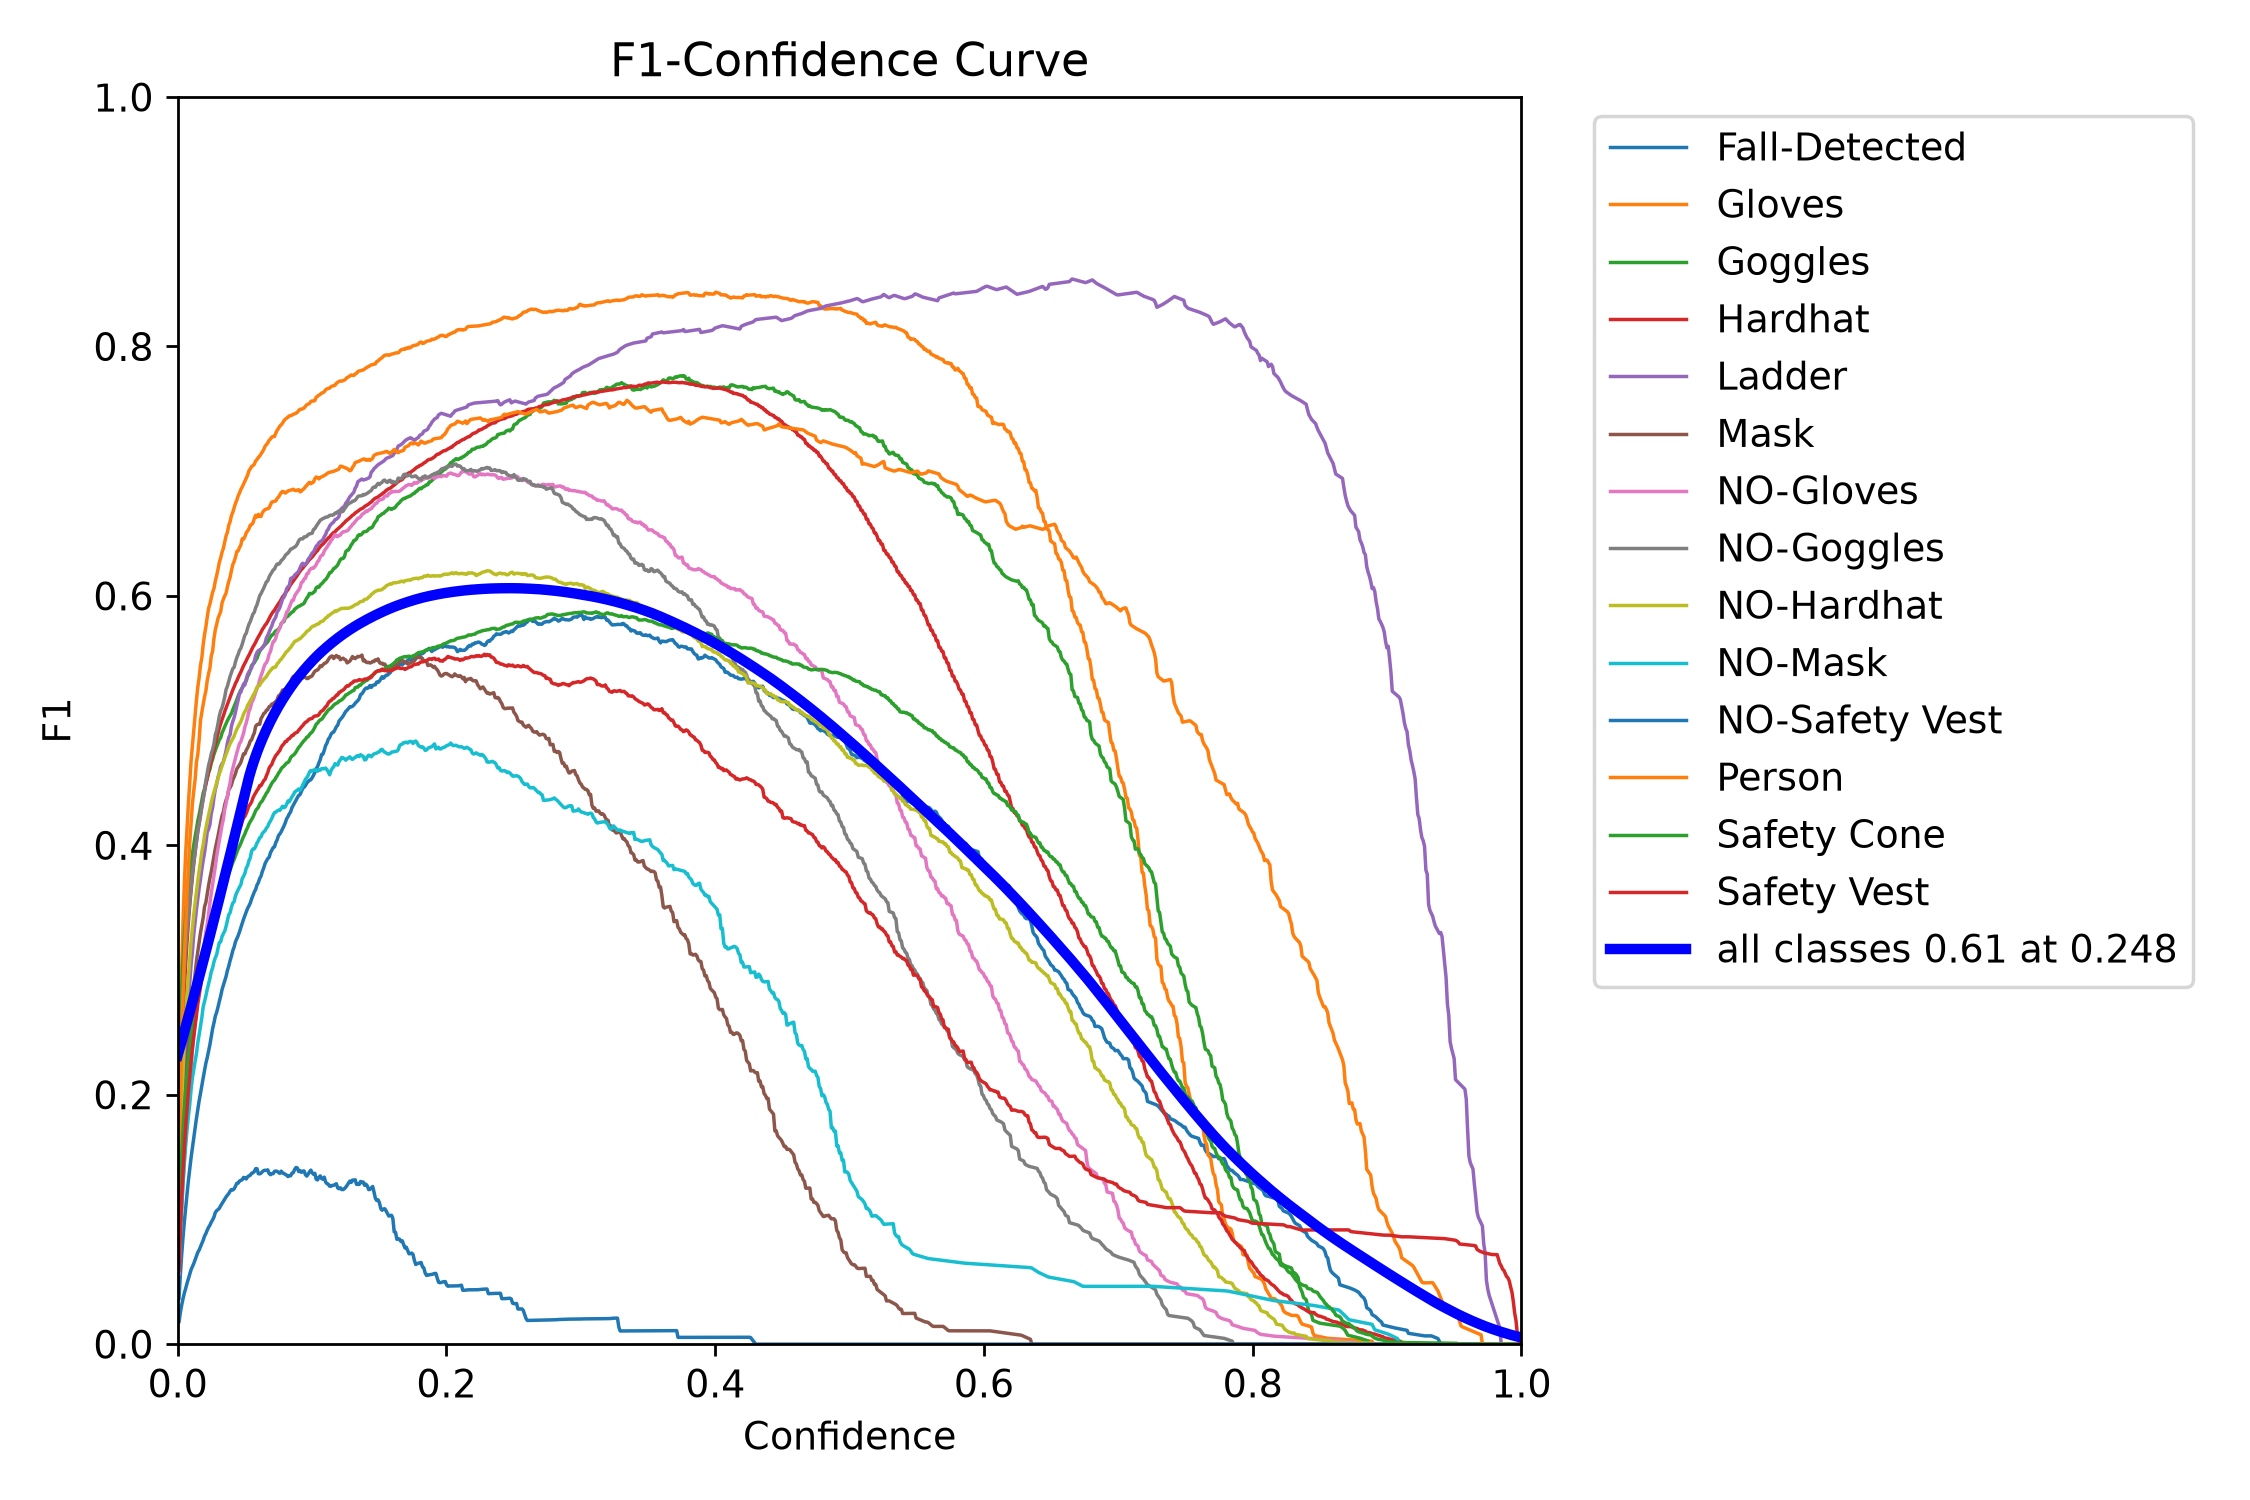 F1-Confidence Curve
1.0
0.8
0.6
0.4
0.2
0.0
F1
0.0 0.2 0.4 0.6 0.8 1.0
Confidence
Fall-Detected
Gloves
Goggles
Hardhat
Ladder
Mask
NO-Gloves
NO-Goggles
NO-Hardhat
NO-Mask
NO-Safety Vest
Person
Safety Cone
Safety Vest
all classes 0.61 at 0.248